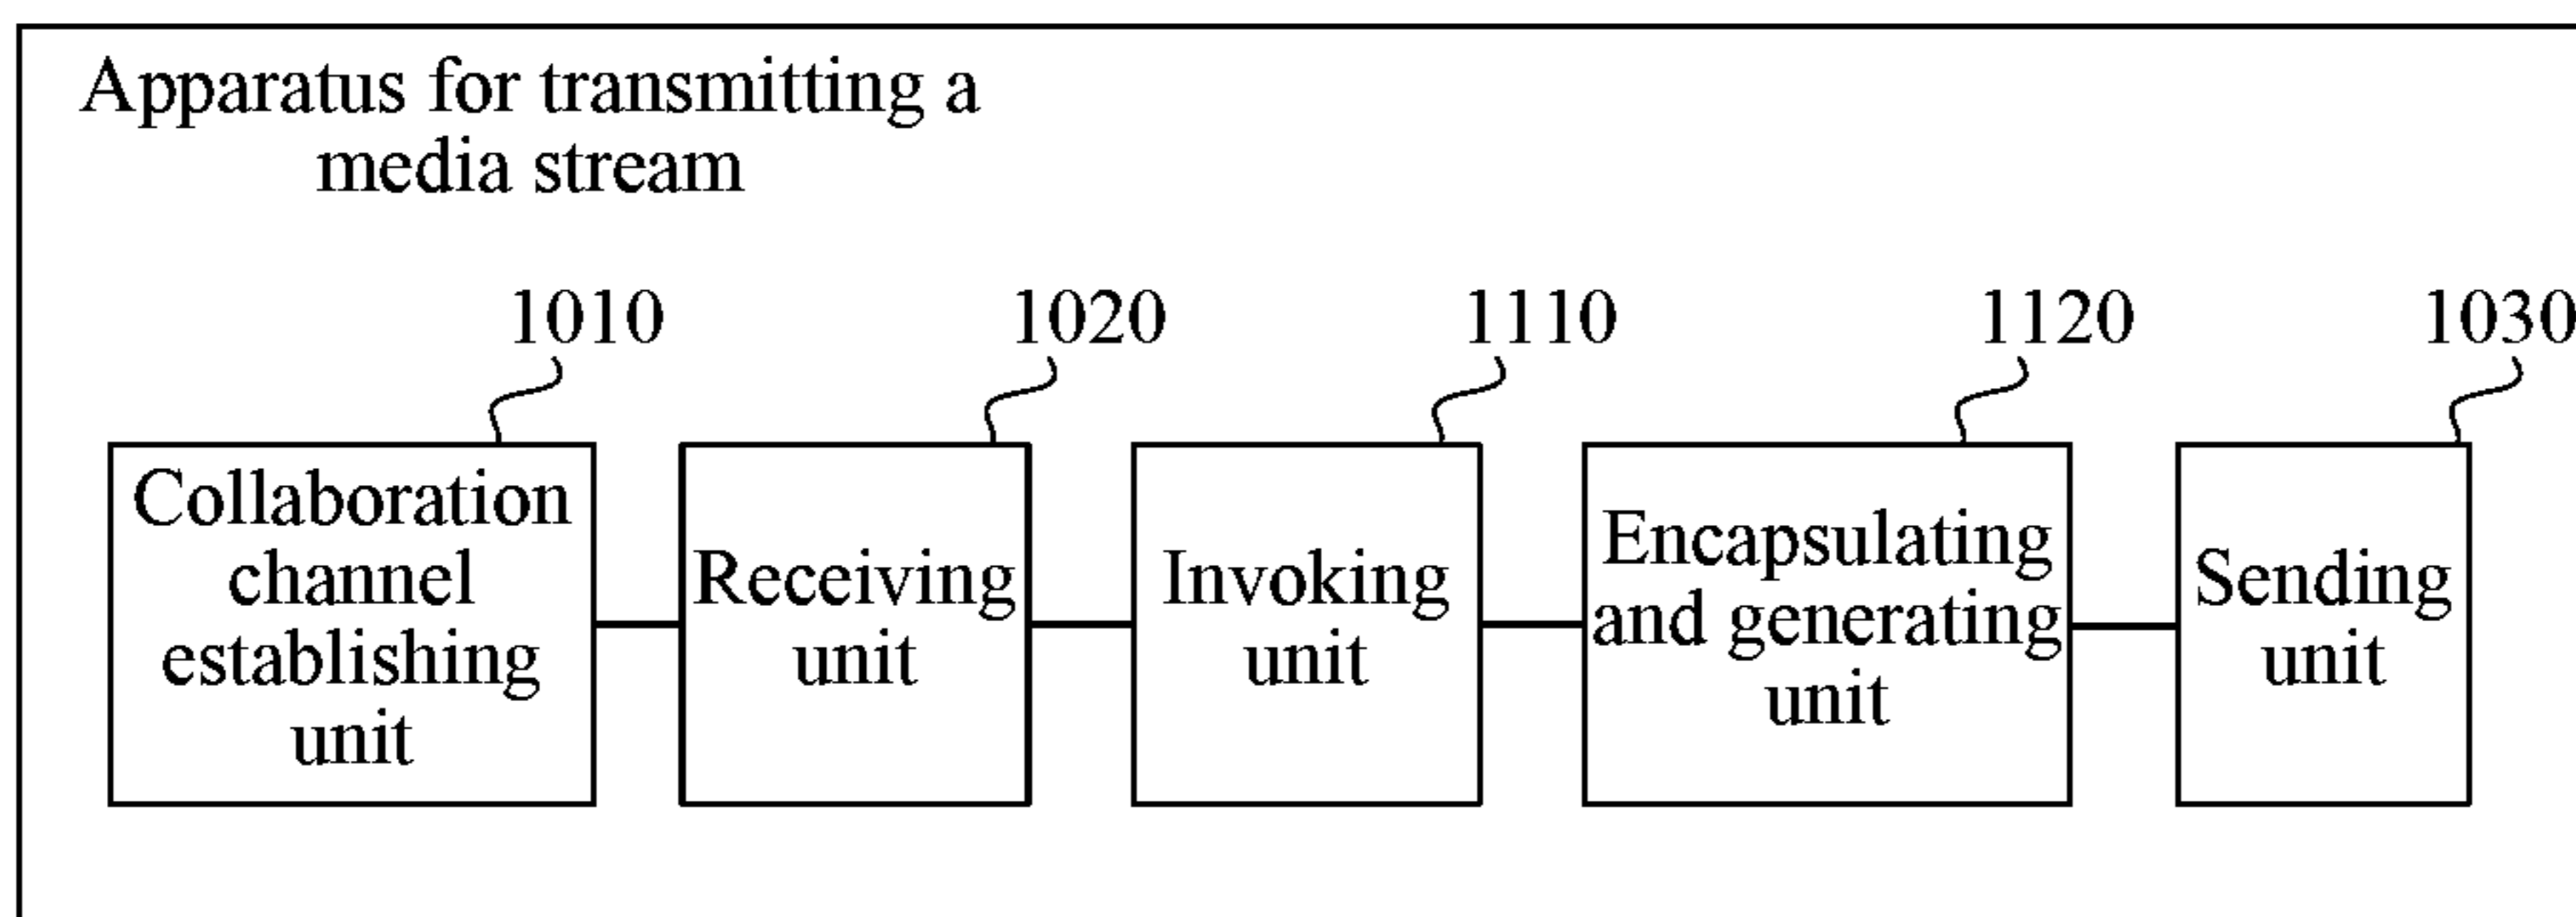 Apparatus for transmitting a
media stream
1010
1020
1110
1120
1030
Collaboration
channel
establishing
unit
Receiving
unit
Invoking
unit
Encapsulating
and generating
unit
Sending
unit